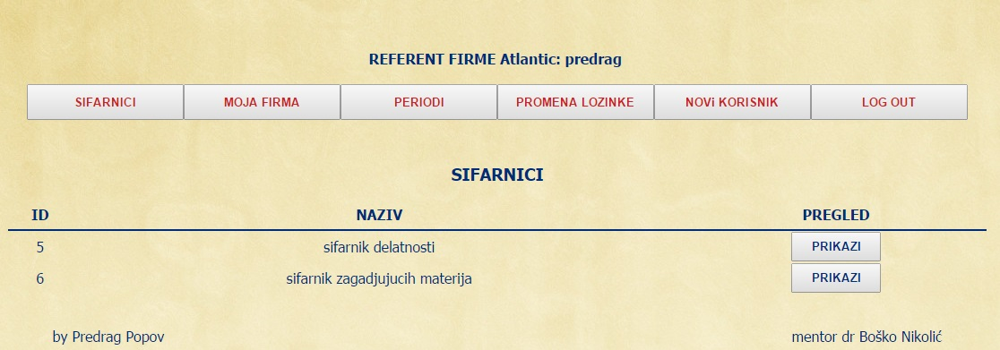 REFERENT FIRME Atlantic: predrag
SIFARNICI MOJA FIRMA PERIODI PROMENA LOZINKE NOVi KORISNIK LOG OUT
SIFARNICI
ID NAZIV PREGLED
5 sifarnik delatnosti PRIKAZI
6 sifarnik zagadjujucih materija PRIKAZI
by Predrag Popov mentor dr Boško Nikolić